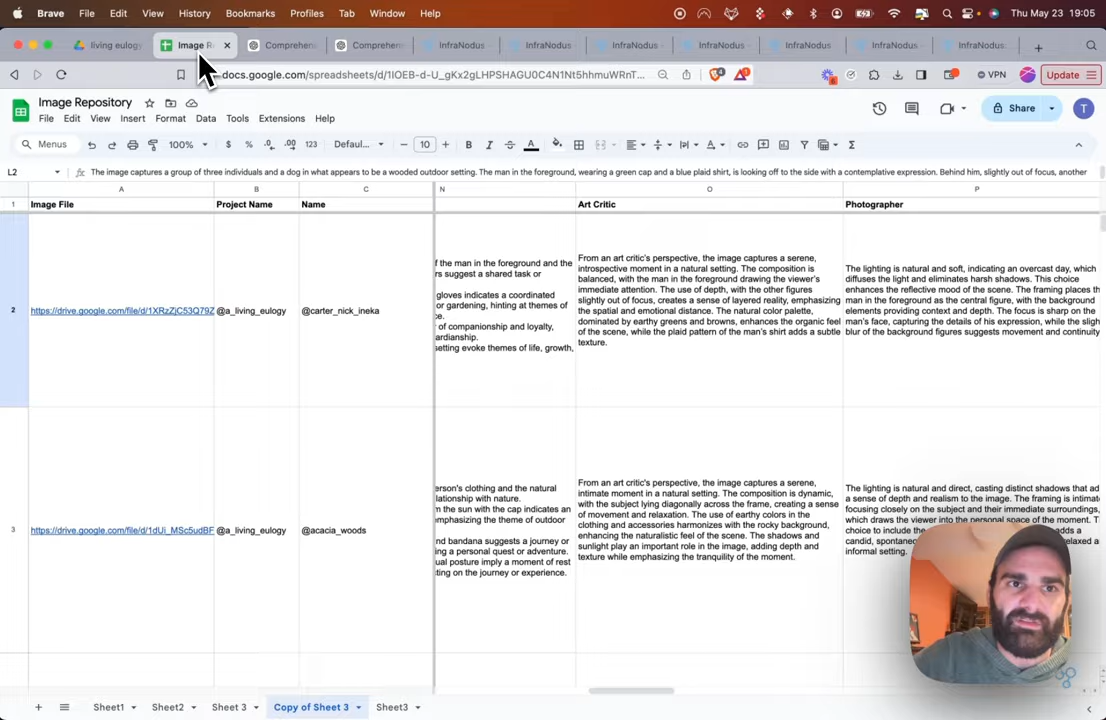 Brave File Edit View History Bookmarks Profiles Tab Window Help Thu May 23 19:05
living eulog Image R Comprehens Comprehen InfraNodus InfraNodus InfraNodus InfraNodus InfraNodus InfraNodus InfraNodus
docs.google.com/spreadsheets/d/1IOEB-d-U_gKx2gLHPSHAGU0C4N1Nt5hhmuWRnT... VPN Update
Image Repository
File Edit View Insert Format Data Tools Extensions Help
Share T
Menus 100% $ % .0 .00 123 Defaul... 10 B I A
L2 The image captures a group of three individuals and a dog in what appears to be a wooded outdoor setting. The man in the foreground, wearing a green cap and a blue plaid shirt, is looking off to the side with a contemplative expression. Behind him, slightly out of focus, another
A B C N O P
1 Image File Project Name Name Art Critic Photographer
2
https://drive.google.com/file/d/1XRzZjC53Q79Z @a_living_eulogy @carter_nick_ineka
f the man in the foreground and the
rs suggest a shared task or
gloves indicates a coordinated
or gardening, hinting at themes of
ce.
of companionship and loyalty,
ardianship.
setting evoke themes of life, growth,
From an art critic's perspective, the image captures a serene,
introspective moment in a natural setting. The composition is
balanced, with the man in the foreground drawing the viewer's
immediate attention. The use of depth, with the other figures
slightly out of focus, creates a sense of layered reality, emphasizing
the spatial and emotional distance. The natural color palette,
dominated by earthy greens and browns, enhances the organic feel
of the scene, while the plaid pattern of the man's shirt adds a subtle
texture.
The lighting is natural and soft, indicating an overcast day, which
diffuses the light and eliminates harsh shadows. This choice
enhances the reflective mood of the scene. The framing places th
man in the foreground as the central figure, with the background
elements providing context and depth. The focus is sharp on the
man's face, capturing the details of his expression, while the sligh
blur of the background figures suggests movement and continuity
3
https://drive.google.com/file/d/1dUi_MSc5udBF @a_living_eulogy @acacia_woods
erson's clothing and the natural
lationship with nature.
m the sun with the cap indicates an
mphasizing the theme of outdoor
nd bandana suggests a journey or
ing a personal quest or adventure.
ual posture imply a moment of rest
cting on the journey or experience.
From an art critic's perspective, the image captures a serene,
intimate moment in a natural setting. The composition is dynamic,
with the subject lying diagonally across the frame, creating a sense
of movement and relaxation. The use of earthy colors in the
clothing and accessories harmonizes with the rocky background,
enhancing the naturalistic feel of the scene. The shadows and
sunlight play an important role in the image, adding depth and
texture while emphasizing the tranquility of the moment.
The lighting is natural and direct, casting distinct shadows that ad
a sense of depth and realism to the image. The framing is intimat
focusing closely on the subject and their immediate surroundings,
which draws the viewer into the personal space of the moment. T
choice to include the adds a
candid, spontaneo relaxed a
informal setting.
Sheet1 Sheet2 Sheet 3 Copy of Sheet 3 Sheet3